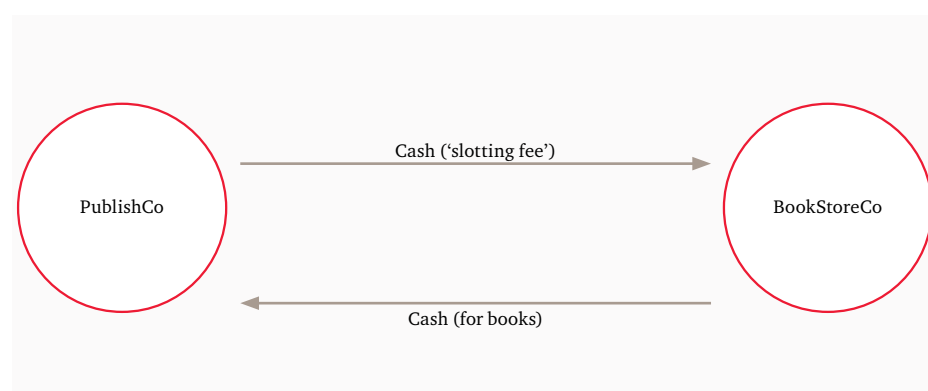 Cash (‘slotting fee’)
PublishCo
BookStoreCo
Cash (for books)